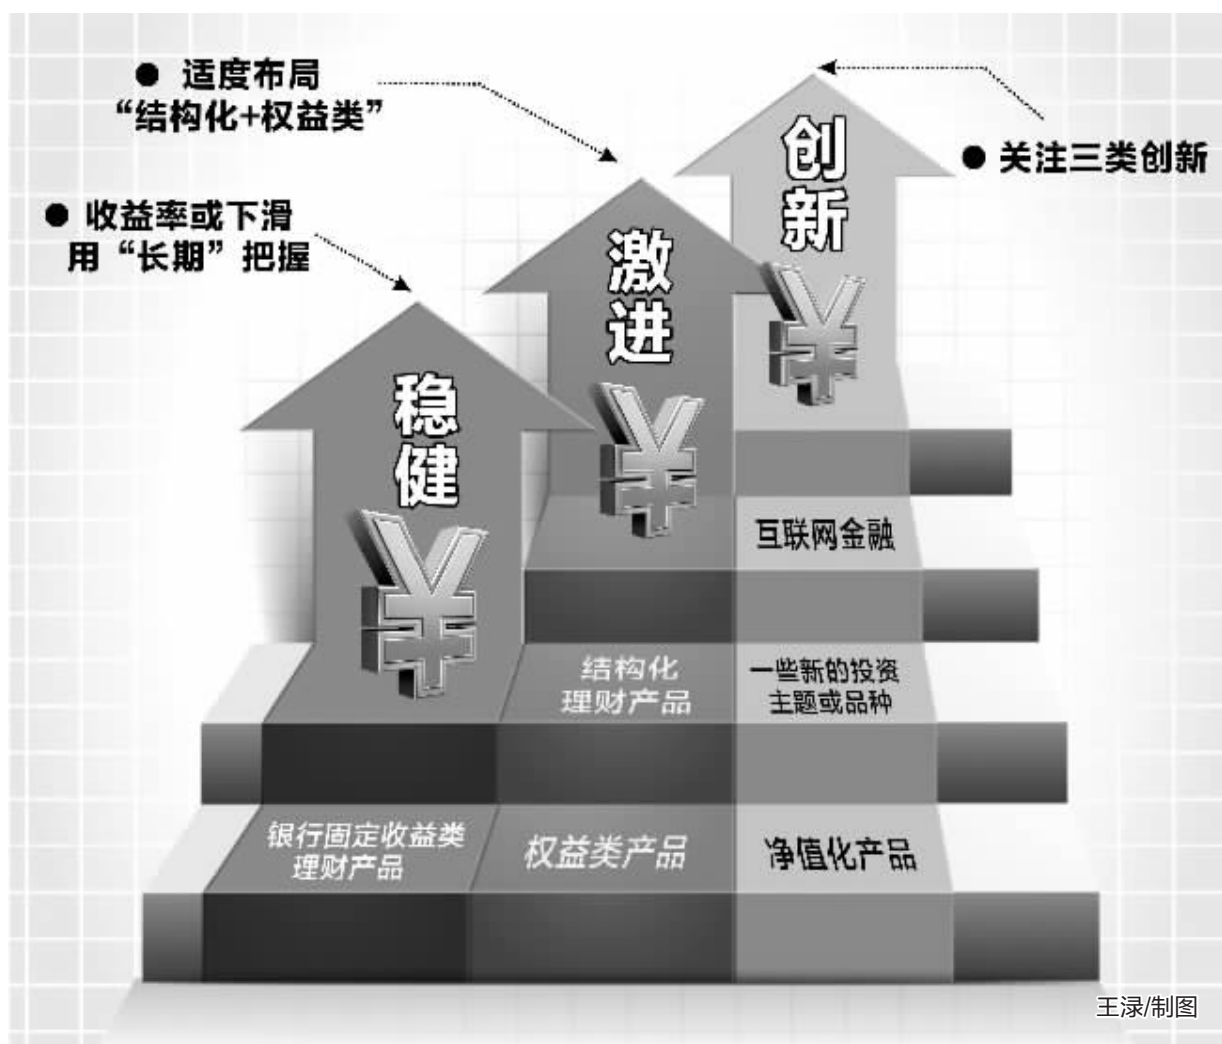 ● 适度布局
“结构化+权益类”
● 收益率或下滑
用“长期”把握
● 关注三类创新
创新
激进
稳健
互联网金融
结构化
理财产品
一些新的投资
主题或品种
银行固定收益类
理财产品
权益类产品
净值化产品
王渌/制图